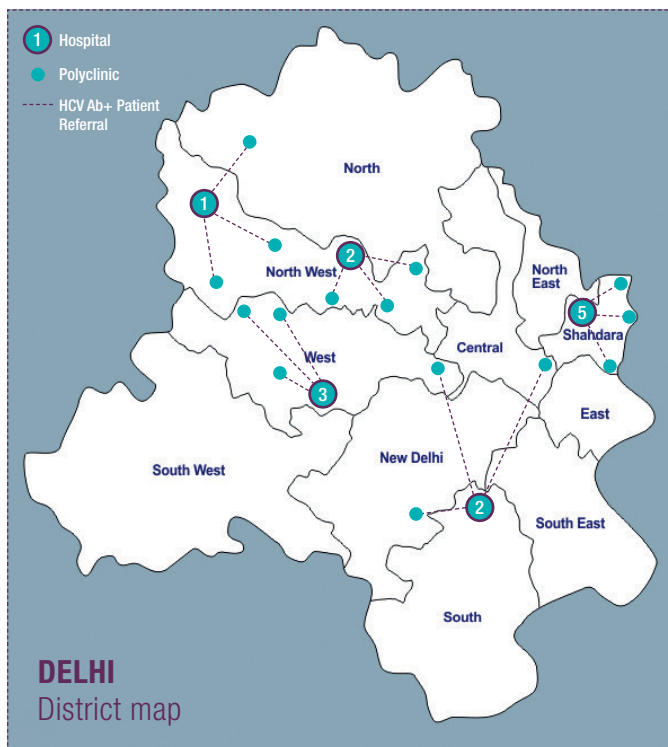 1 Hospital
Polyclinic
HCV Ab+ Patient
Referral
North
1
2
North West
North
East
5
Shahdara
Central
West
3
East
New Delhi
South West
2
South East
South
DELHI
District map